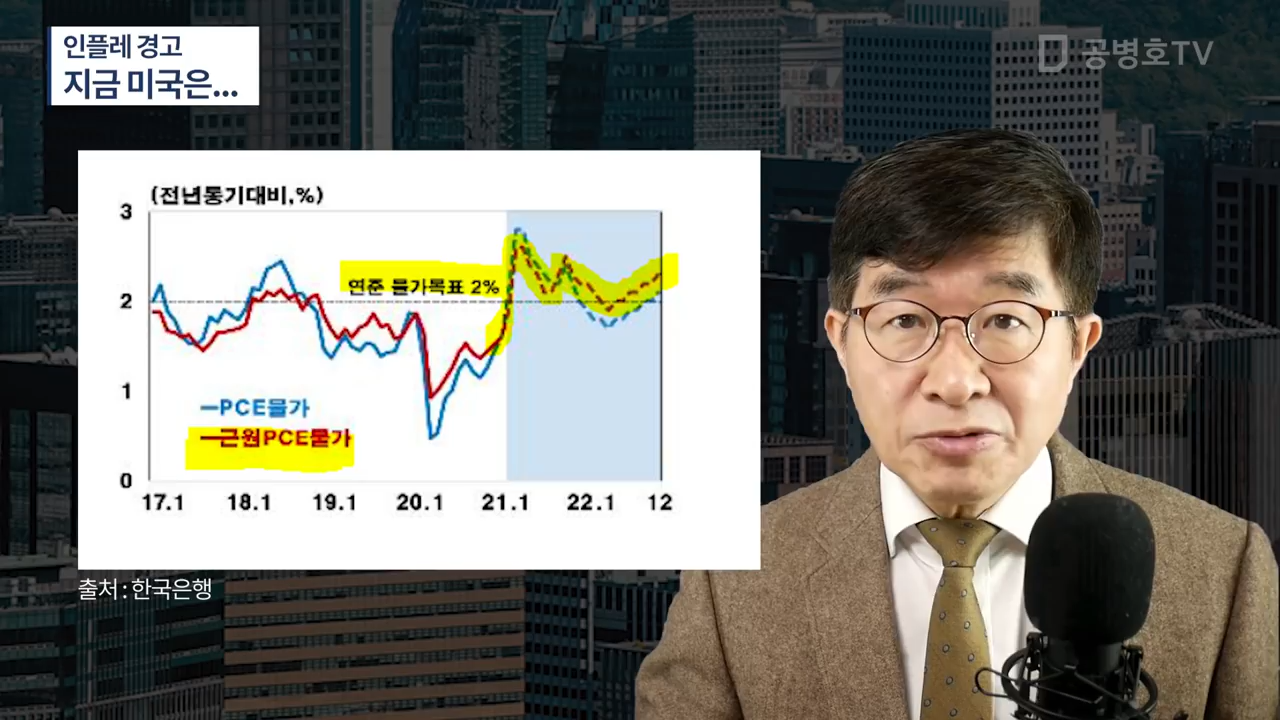 인플레 경고
지금 미국은...
공병호TV
(전년동기대비,%)
3
2
1
0
연준 물가목표 2%
PCE물가
근원PCE물가
17.1 18.1 19.1 20.1 21.1 22.1 12
출처 : 한국은행